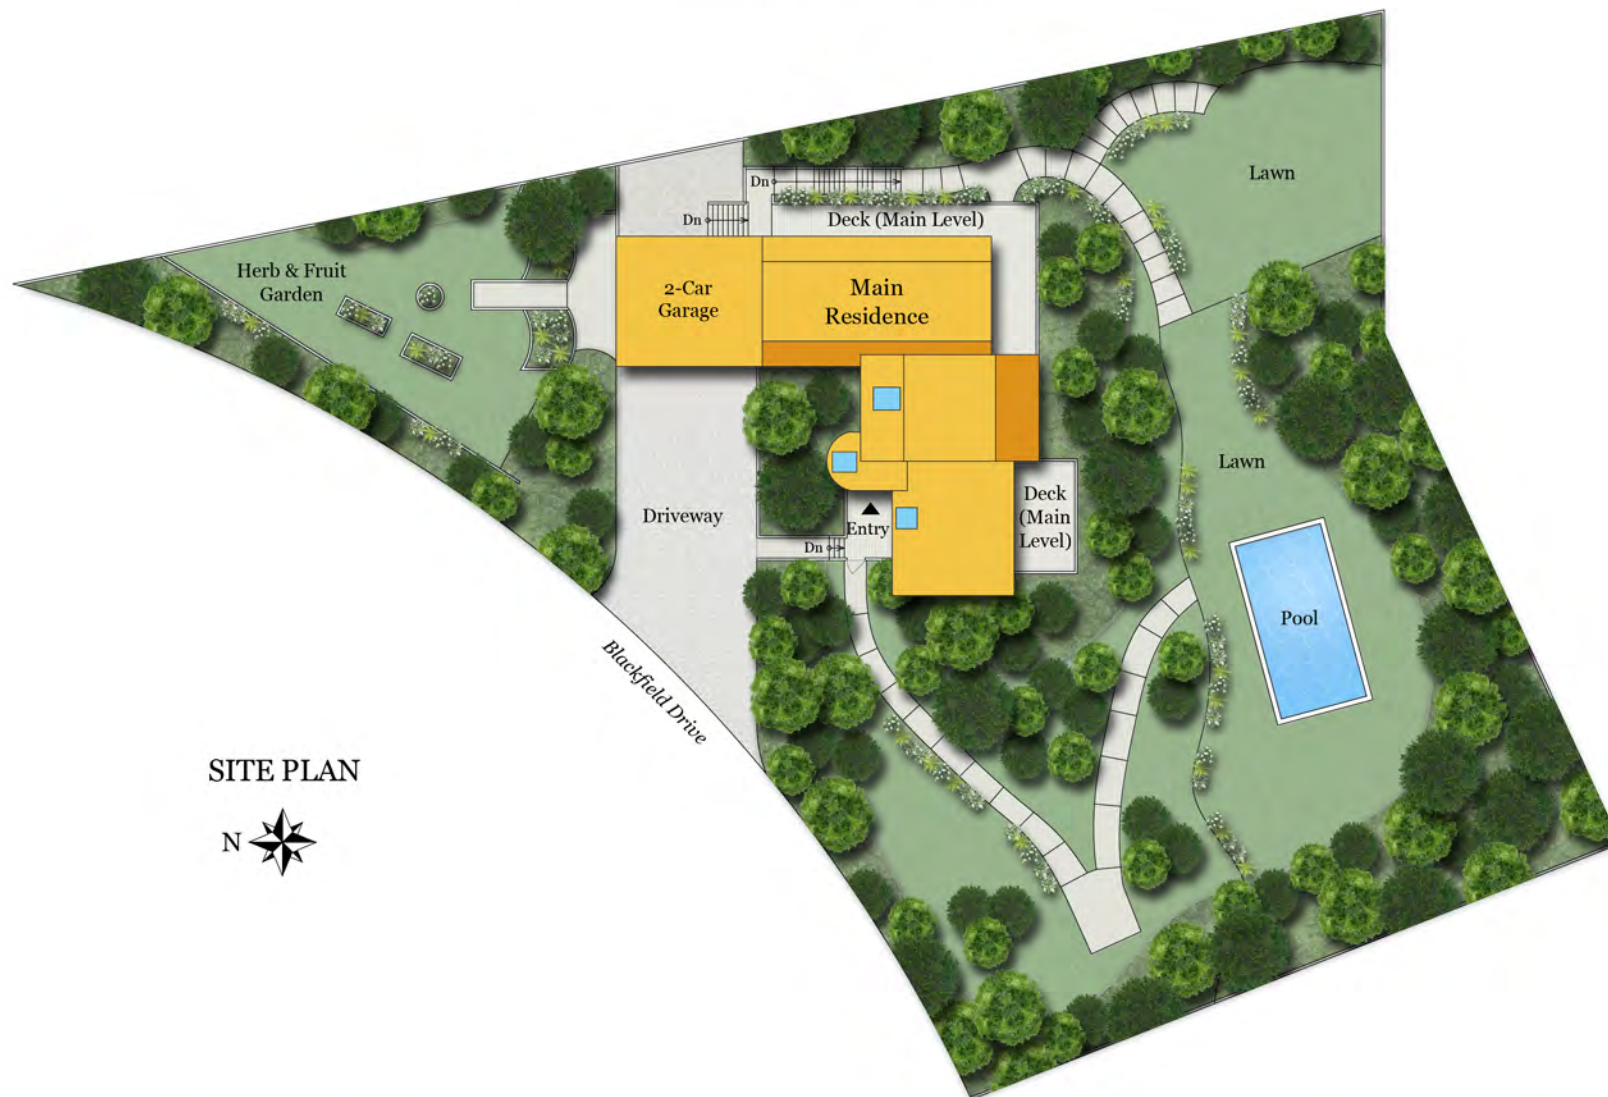 Lawn
Dn
Dn
Deck (Main Level)
Herb & Fruit
Garden
2-Car
Garage
Main
Residence
Lawn
Driveway
Deck
(Main
Level)
Entry
Dn
Pool
Blackfield Drive
SITE PLAN
N